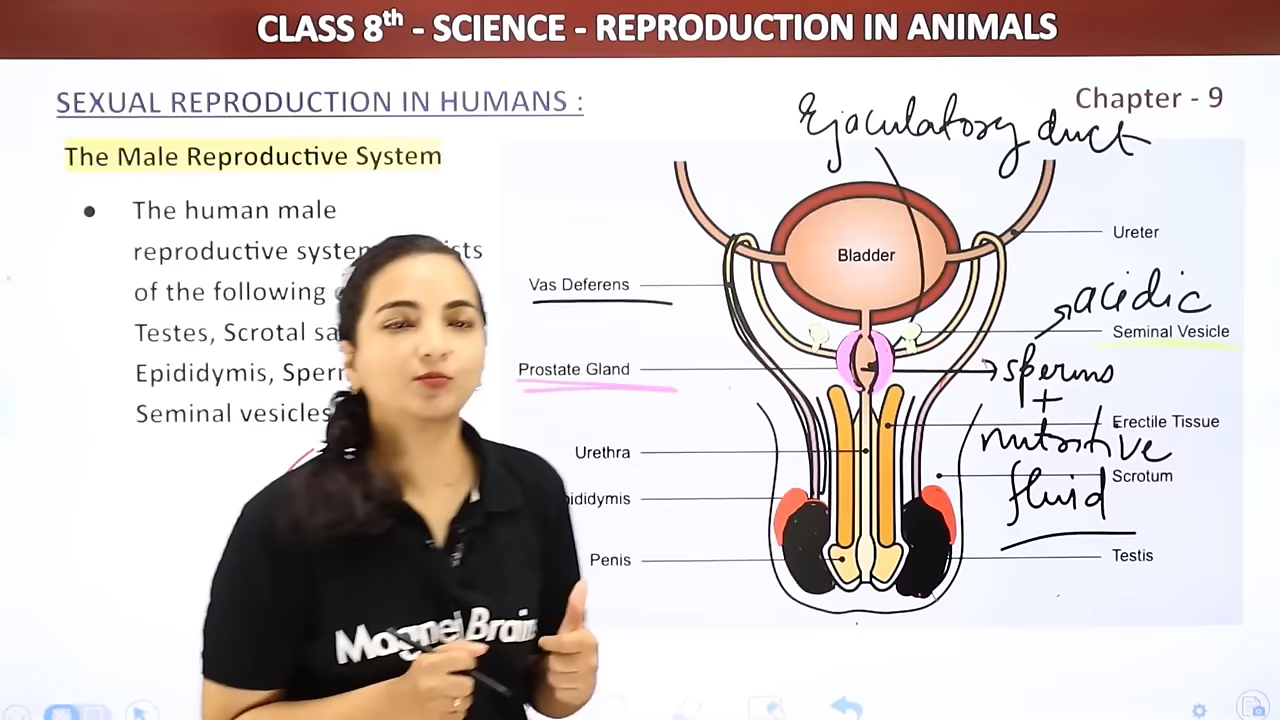 CLASS 8th - SCIENCE - REPRODUCTION IN ANIMALS
SEXUAL REPRODUCTION IN HUMANS :
Chapter - 9
The Male Reproductive System
Ejaculatory duct
The human male
reproductive system
of the following
Testes, Scrotal
Epididymis,
Seminal vesicles
Bladder
Ureter
Vas Deferens
acidic
Seminal Vesicle
Prostate Gland
sperms
+
Erectile Tissue
nutritive
Urethra
Scrotum
fluid
Penis
Testis
Magnet Brains